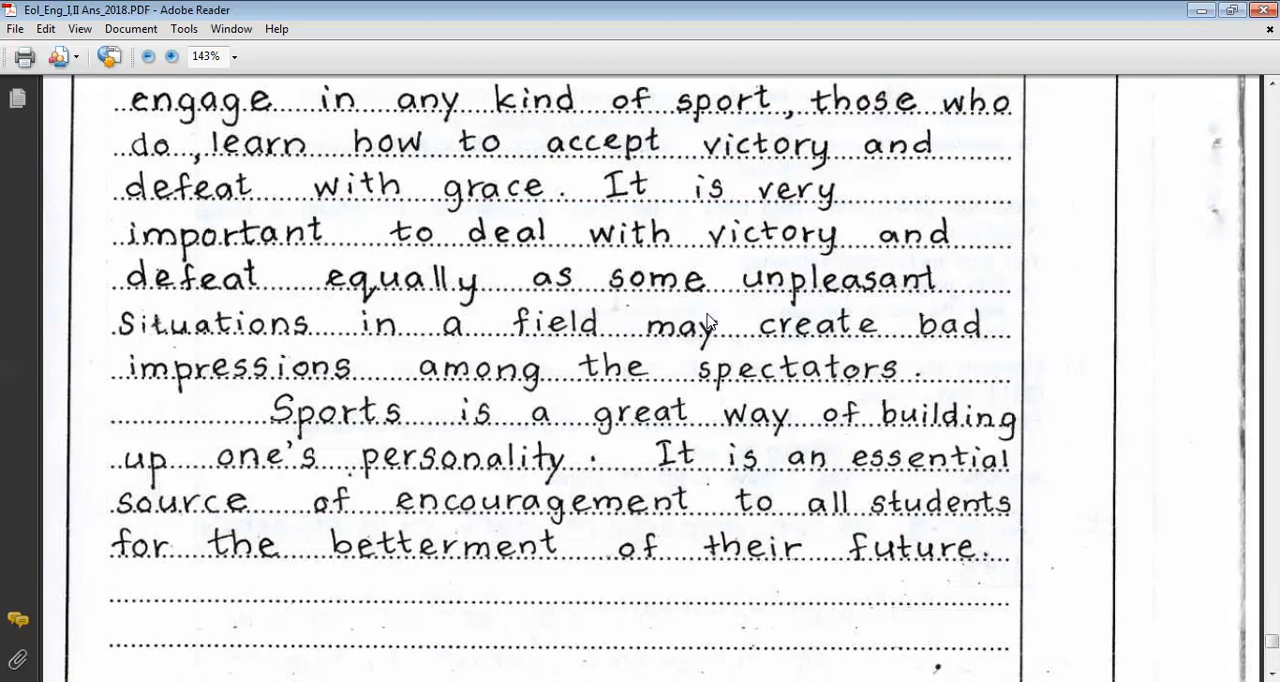 Eol_Eng_I,II Ans_2018.PDF - Adobe Reader
File Edit View Document Tools Window Help
143%
engage in any kind of sport, those who
do, learn how to accept victory and
defeat with grace. It is very
important to deal with victory and
defeat equally as some unpleasant
Situations in a field may create bad
impressions among the spectators.
Sports is a great way of building
up one's personality. It is an essential
source of encouragement to all students
for the betterment of their future.